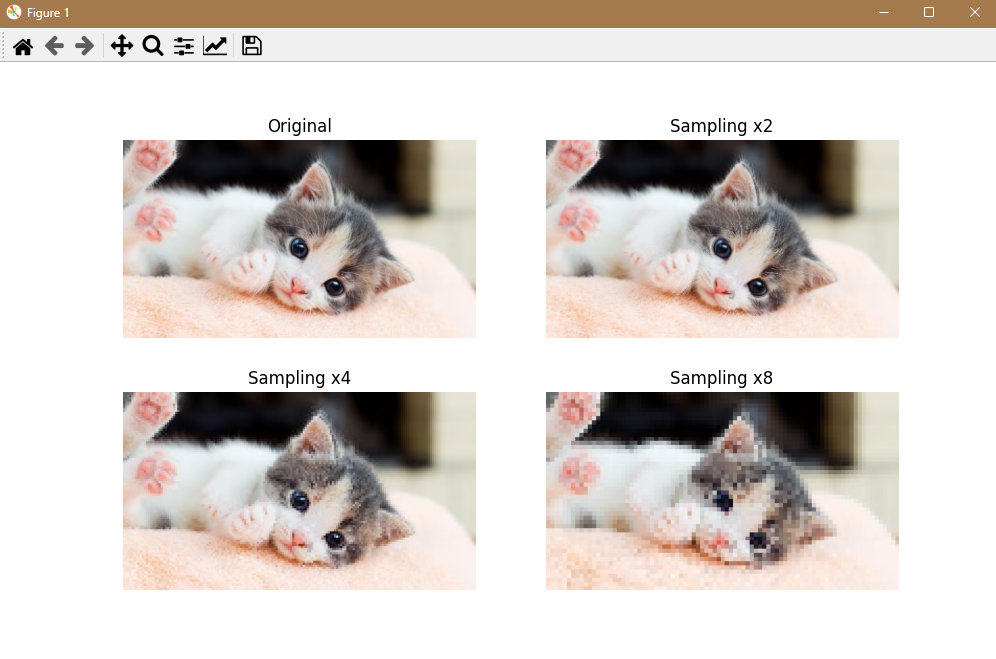 Figure 1
Original
Sampling x2
Sampling x4
Sampling x8